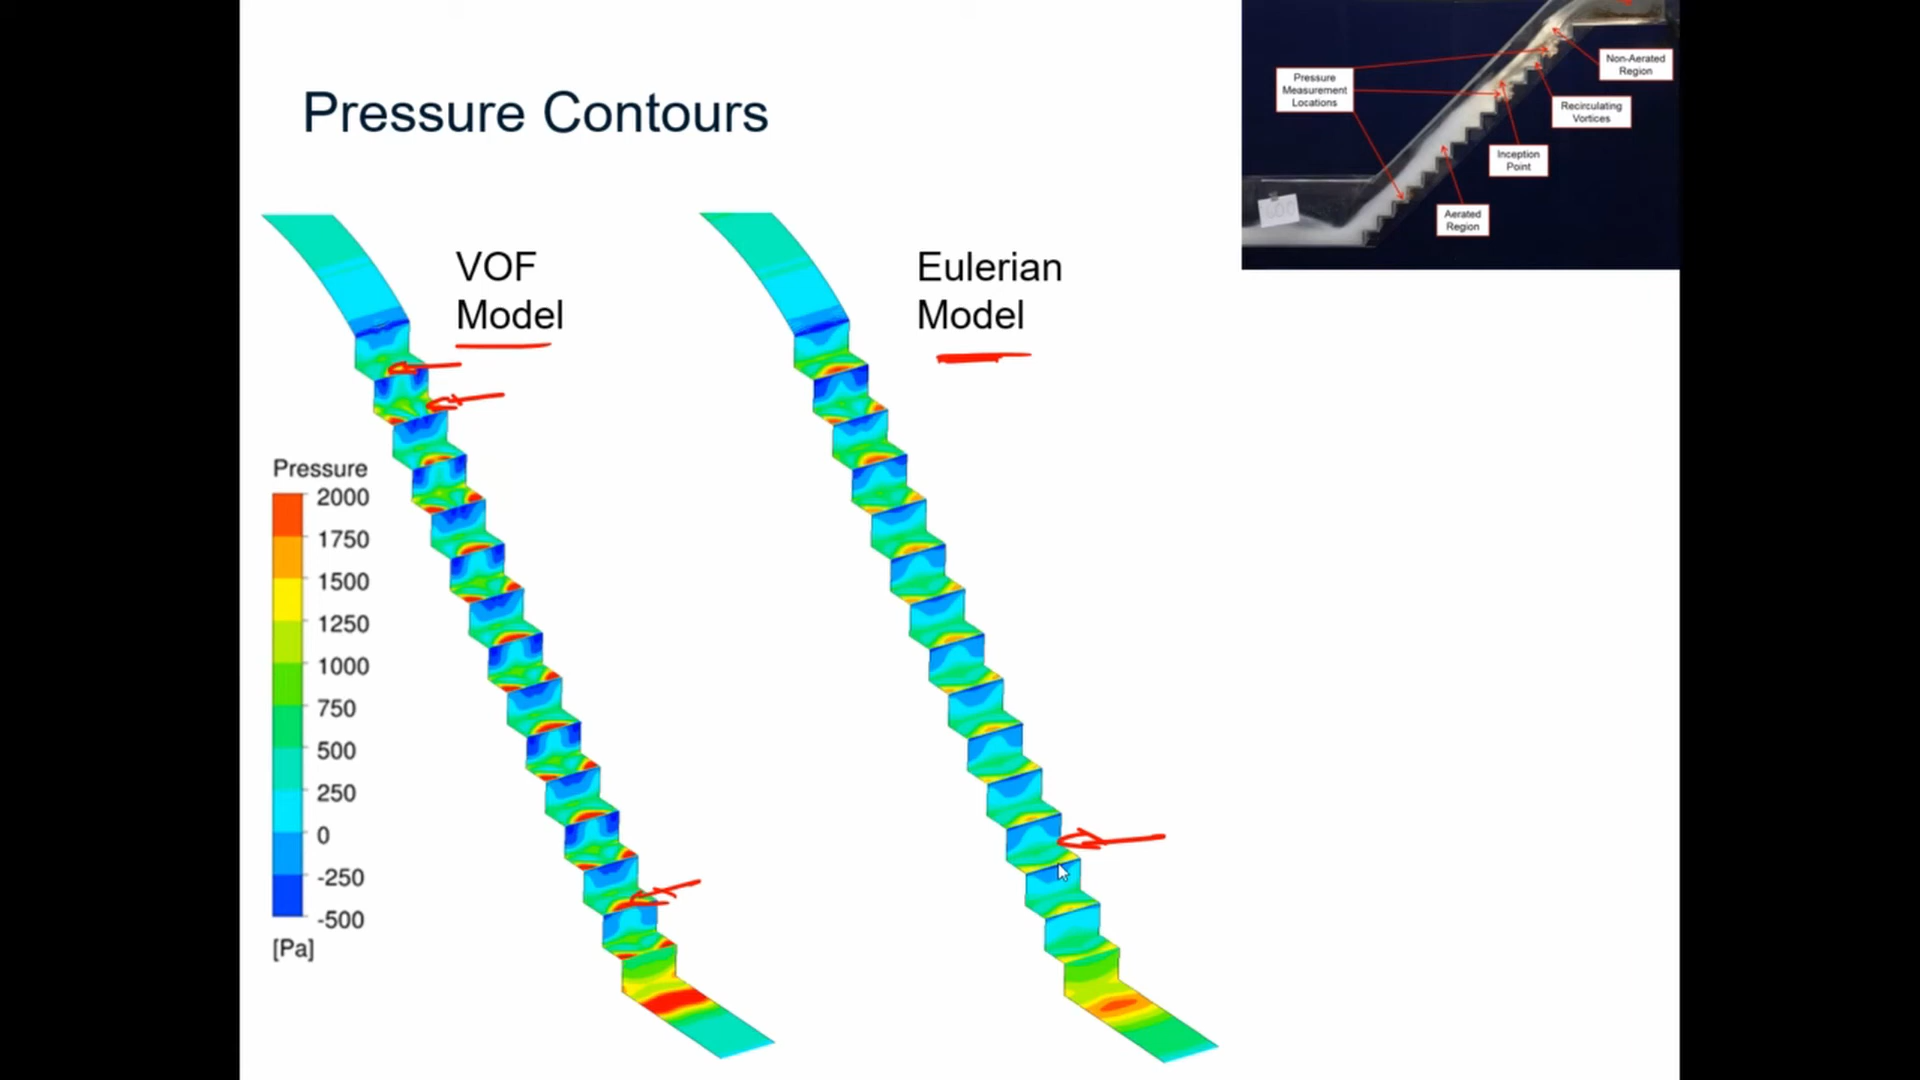 Pressure Contours
VOF
Model
Eulerian
Model
Pressure
2000
1750
1500
1250
1000
750
500
250
0
-250
-500
[Pa]
Pressure
Measurement
Locations
Non-Aerated
Region
Recirculating
Vortices
Inception
Point
Aerated
Region